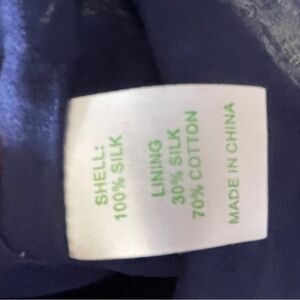 SHELL:
100% SILK
LINING
30% SILK
70% COTTON
MADE IN CHINA